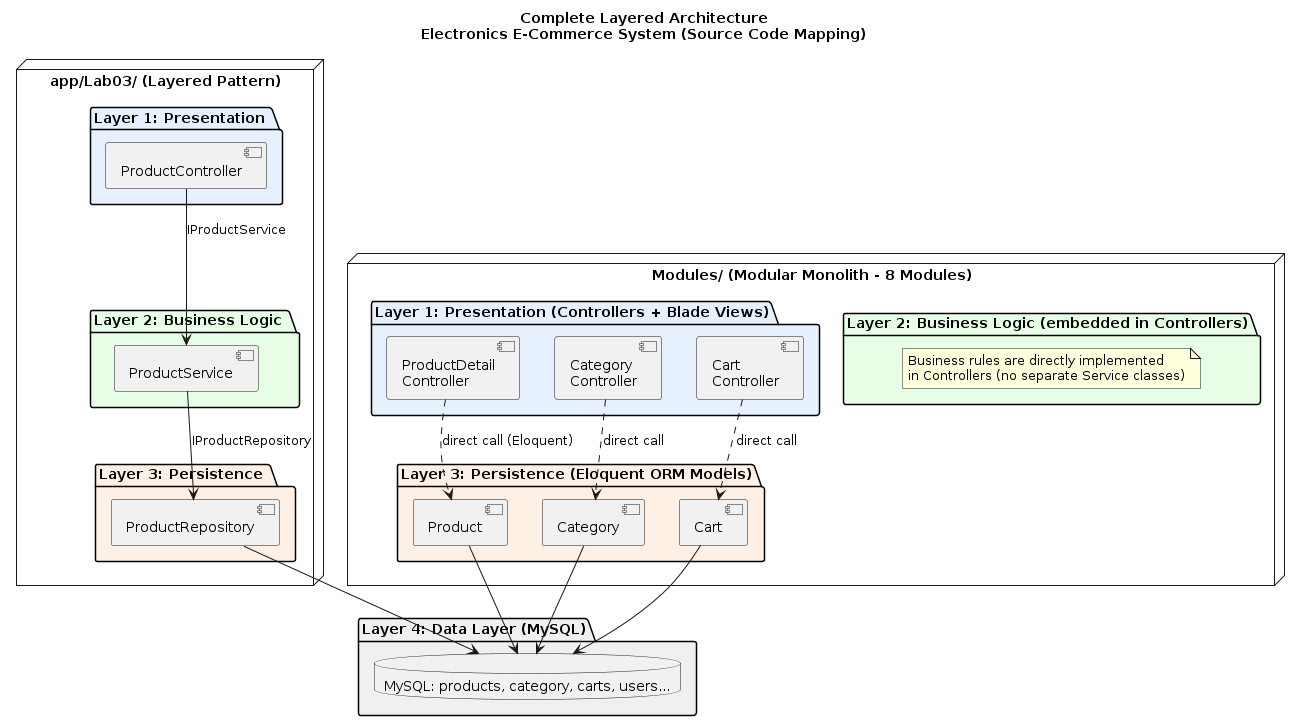 Complete Layered Architecture
Electronics E-Commerce System (Source Code Mapping)
app/Lab03/ (Layered Pattern)
Layer 1: Presentation
ProductController
IProductService
Layer 2: Business Logic
ProductService
IProductRepository
Layer 3: Persistence
ProductRepository
Modules/ (Modular Monolith - 8 Modules)
Layer 1: Presentation (Controllers + Blade Views)
ProductDetail
Controller
Category
Controller
Cart
Controller
Layer 2: Business Logic (embedded in Controllers)
Business rules are directly implemented
in Controllers (no separate Service classes)
direct call (Eloquent)
direct call
direct call
Layer 3: Persistence (Eloquent ORM Models)
Product
Category
Cart
Layer 4: Data Layer (MySQL)
MySQL: products, category, carts, users...